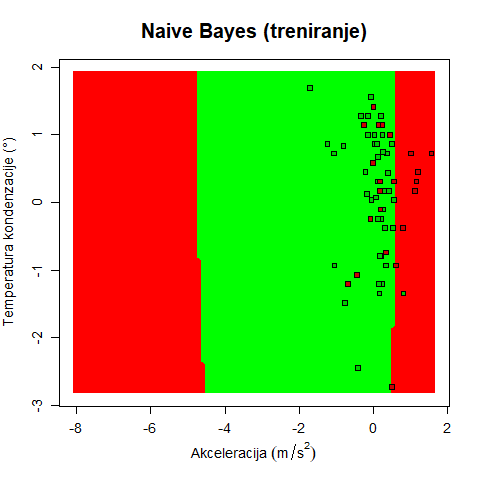 Naive Bayes (treniranje)
Temperatura kondenzacije (°)
2
1
0
-1
-2
-3
-8 -6 -4 -2 0 2
Akceleracija (m/s²)